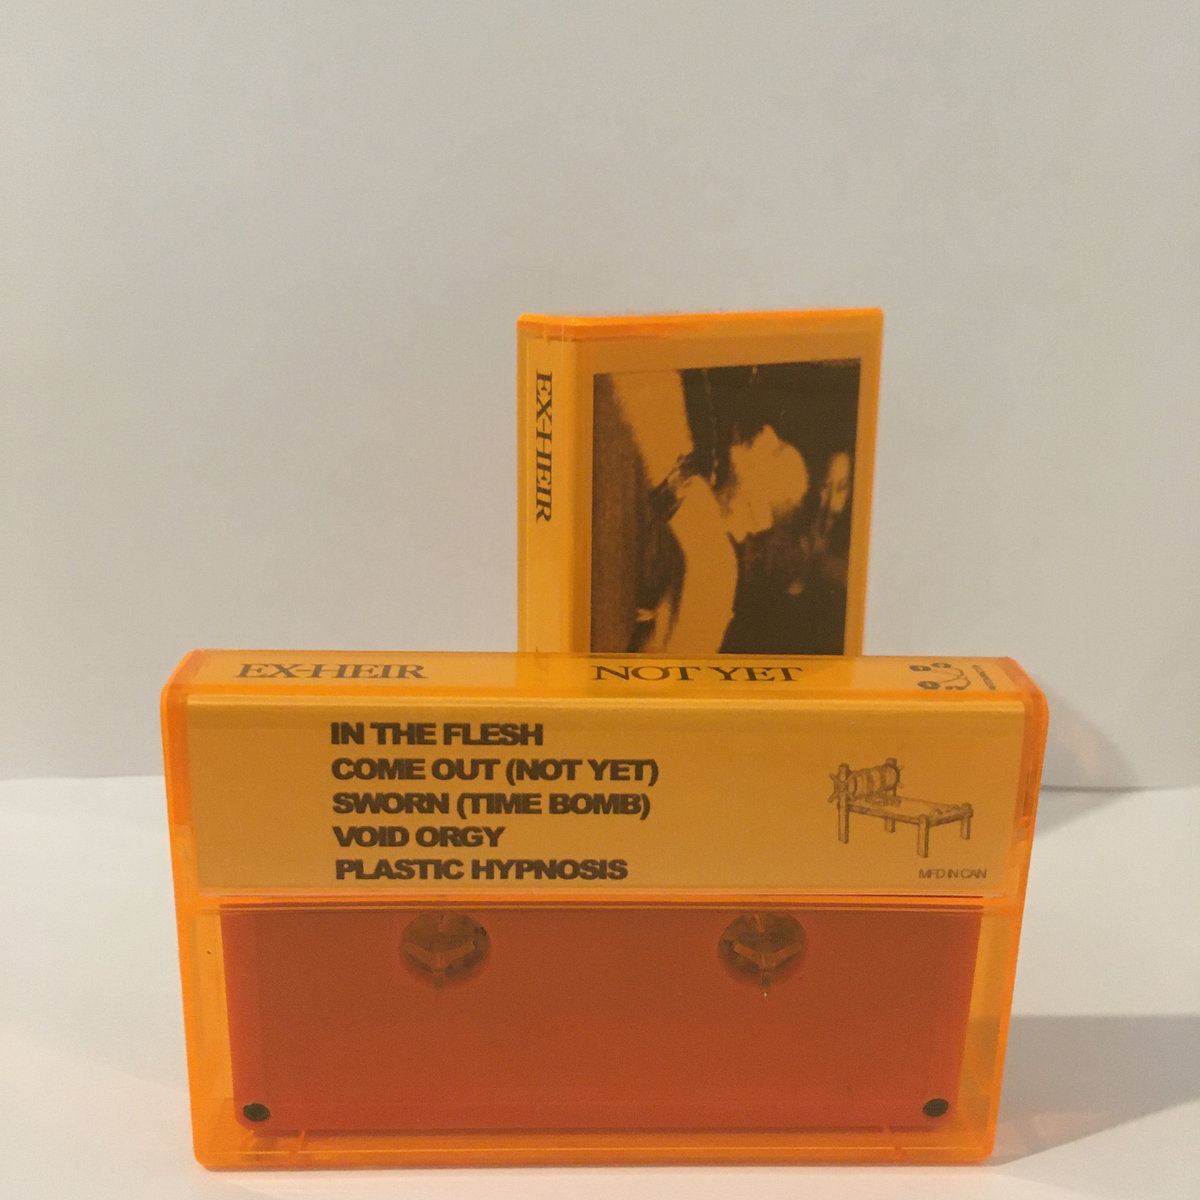 EX-HEIR
EX-HEIR NOT YET
IN THE FLESH
COME OUT (NOT YET)
SWORN (TIME BOMB)
VOID ORGY
PLASTIC HYPNOSIS
MFD IN CAN